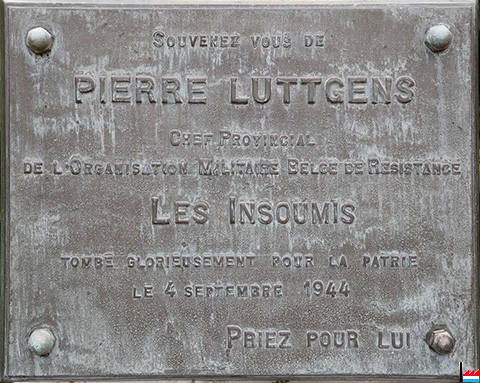 SOUVENEZ VOUS DE
PIERRE LUTTGENS
CHEF PROVINCIAL
DE L'ORGANISATION MILITAIRE BELGE DE RESISTANCE
LES INSOUMIS
TOMBE GLORIEUSEMENT POUR LA PATRIE
LE 4 SEPTEMBRE 1944
PRIEZ POUR LUI